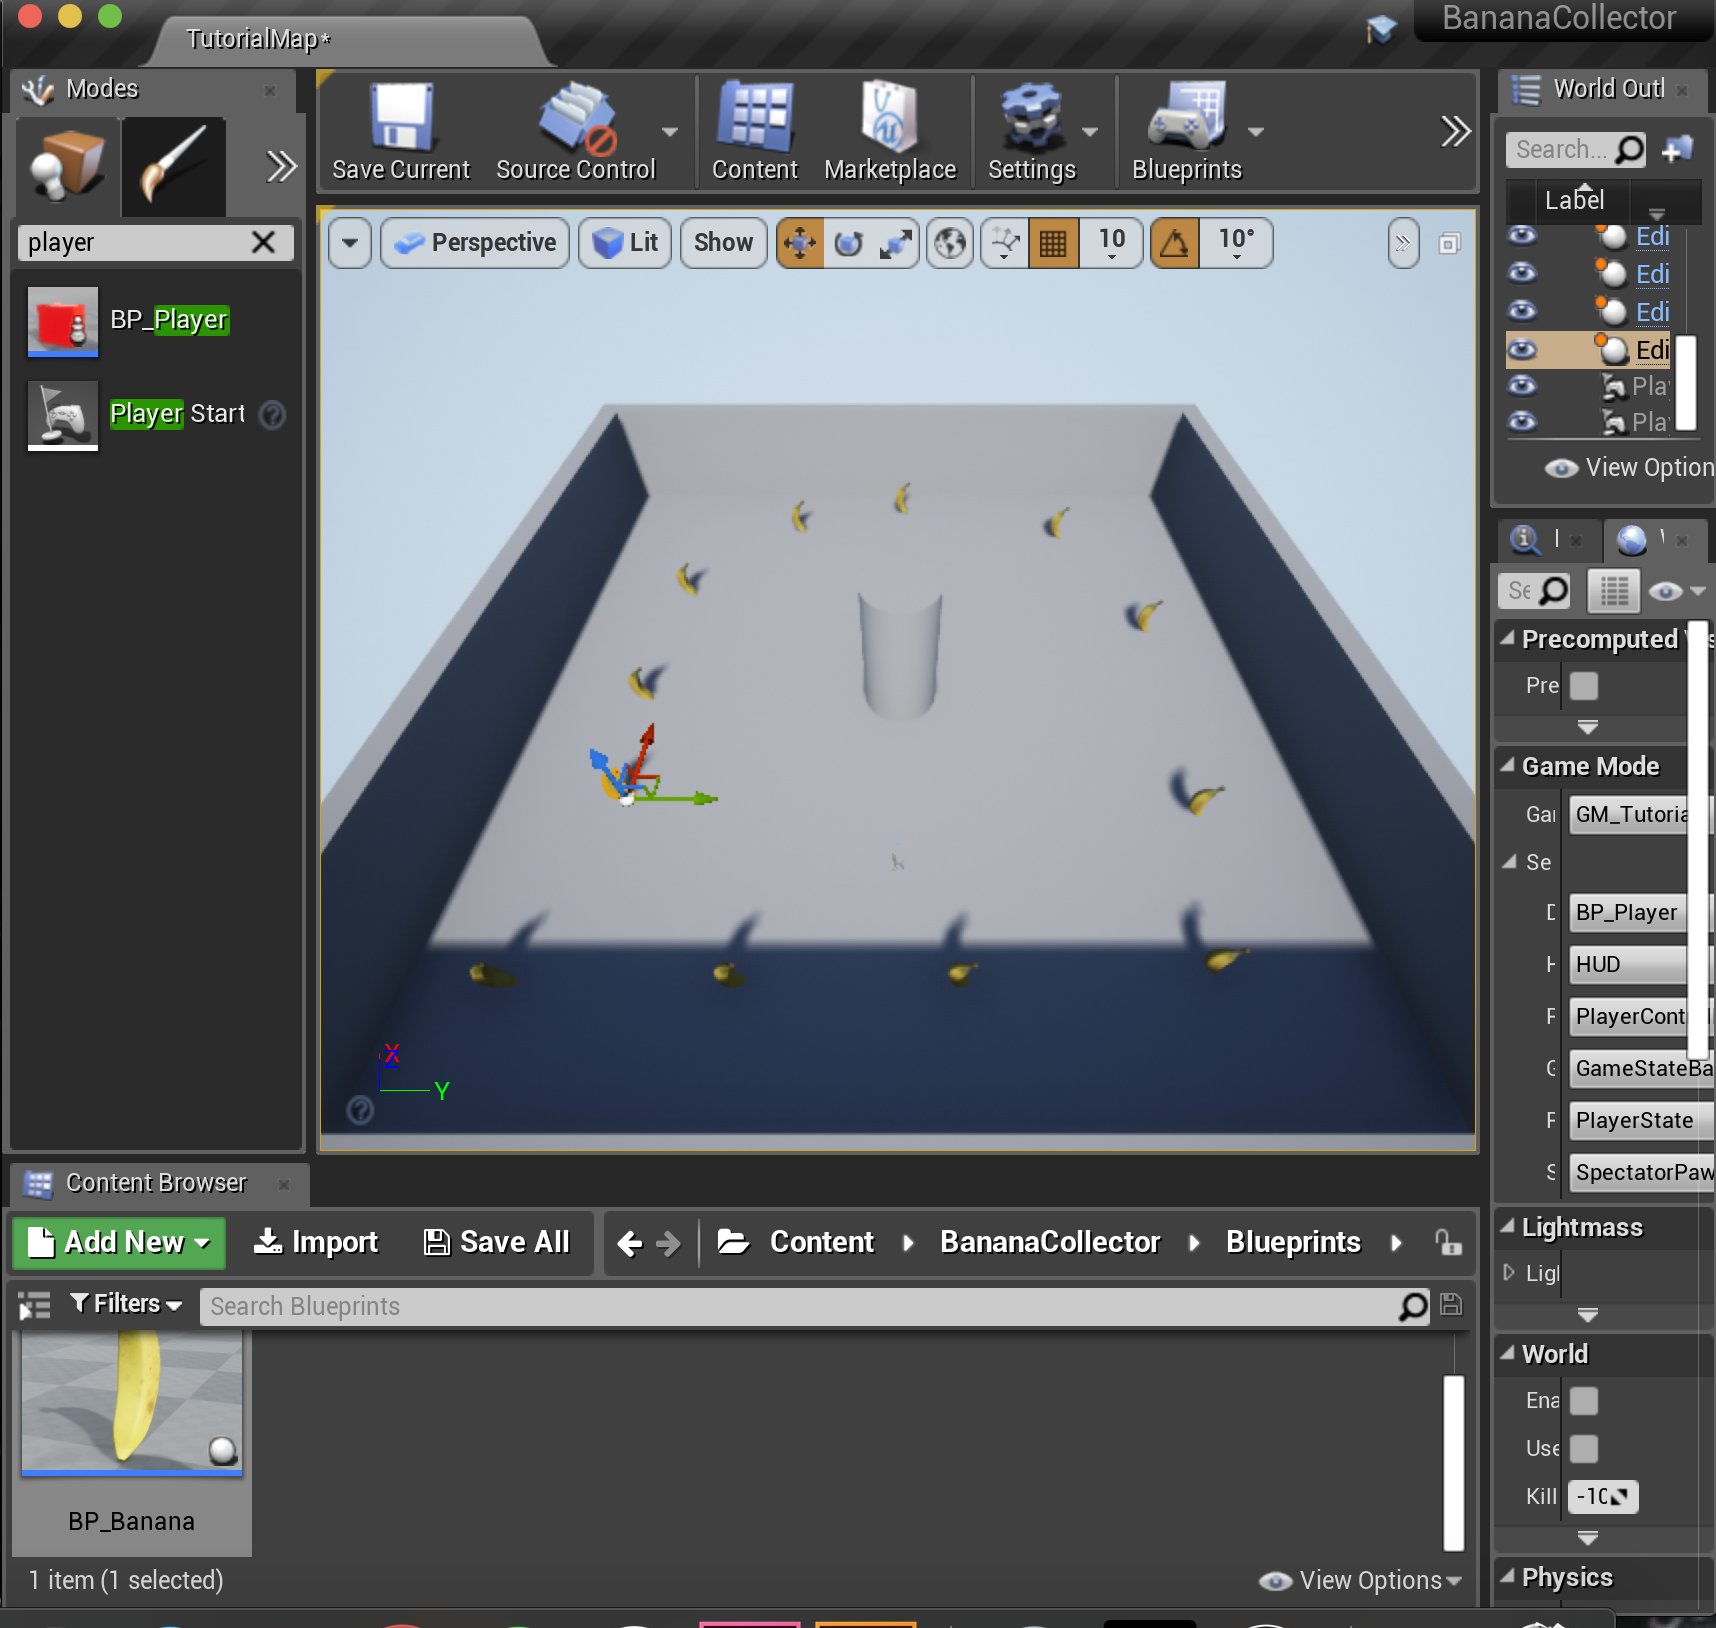 TutorialMap*
BananaCollector
Modes
player
BP_Player
Player Start
Save Current
Source Control
Content
Marketplace
Settings
Blueprints
Perspective
Lit
Show
10
10°
X
Z
Y
World Outl
Search...
Label
Edi
Edi
Edi
Edi
Pla
Pla
View Option
Se
Precomputed
Pre
Game Mode
Gar
GM_Tutoria
Se
BP_Player
HUD
PlayerCont
GameStateBa
PlayerState
SpectatorPaw
Lightmass
Lig
World
Ena
Use
Kill
-10
Physics
Content Browser
Add New
Import
Save All
Content
BananaCollector
Blueprints
Filters
Search Blueprints
BP_Banana
1 item (1 selected)
View Options